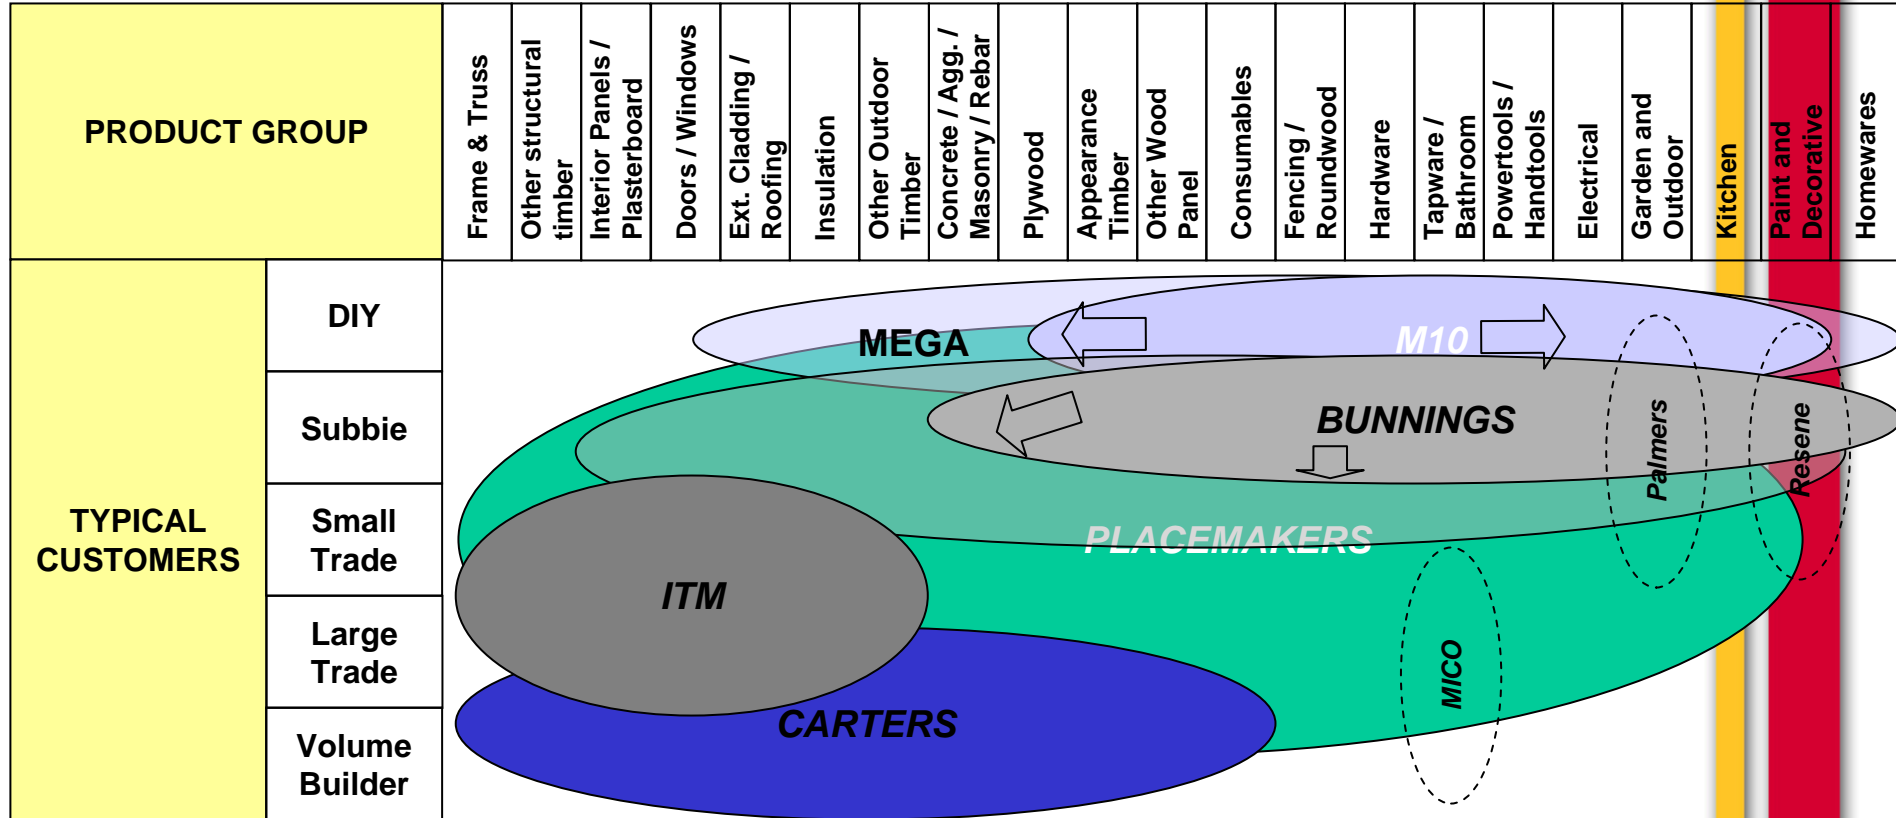 PRODUCT GROUP
Frame & Truss
Other structural
timber
Interior Panels /
Plasterboard
Doors / Windows
Ext. Cladding /
Roofing
Insulation
Other Outdoor
Timber
Concrete / Agg. /
Masonry / Rebar
Plywood
Appearance
Timber
Other Wood
Panel
Consumables
Fencing /
Roundwood
Hardware
Tapware /
Bathroom
Powertools /
Handtools
Electrical
Garden and
Outdoor
Kitchen
Paint and
Decorative
Homewares
TYPICAL
CUSTOMERS
DIY
Subbie
Small
Trade
Large
Trade
Volume
Builder
MEGA
M10
BUNNINGS
Palmers
Resene
PLACEMAKERS
ITM
MICO
CARTERS